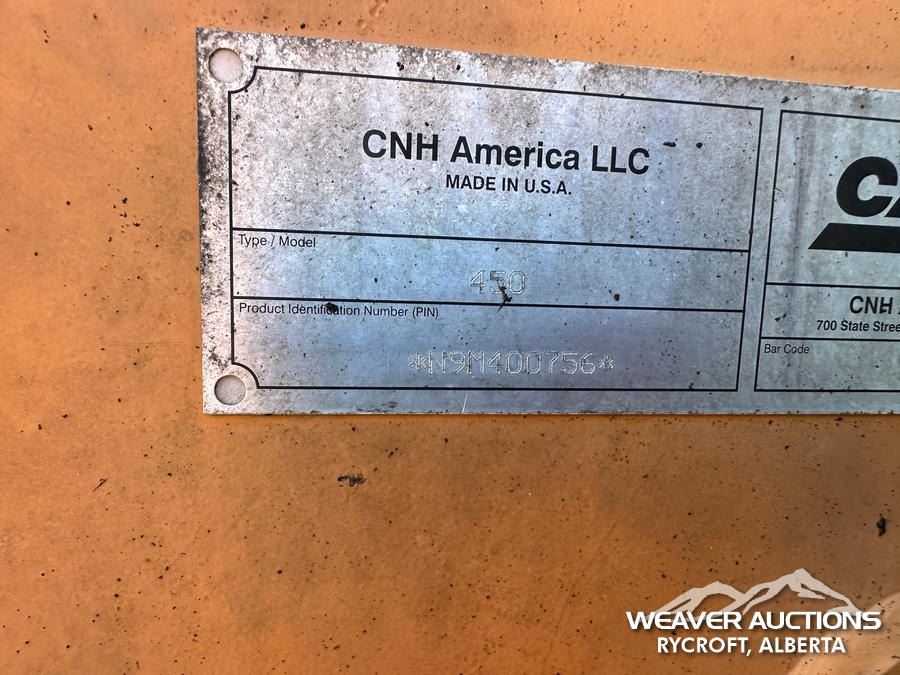 CNH America LLC
MADE IN U.S.A.
Type / Model
450
Product Identification Number (PIN)
*N9M400756*
CNH
700 State Stree
Bar Code
WEAVER AUCTIONS
RYCROFT, ALBERTA